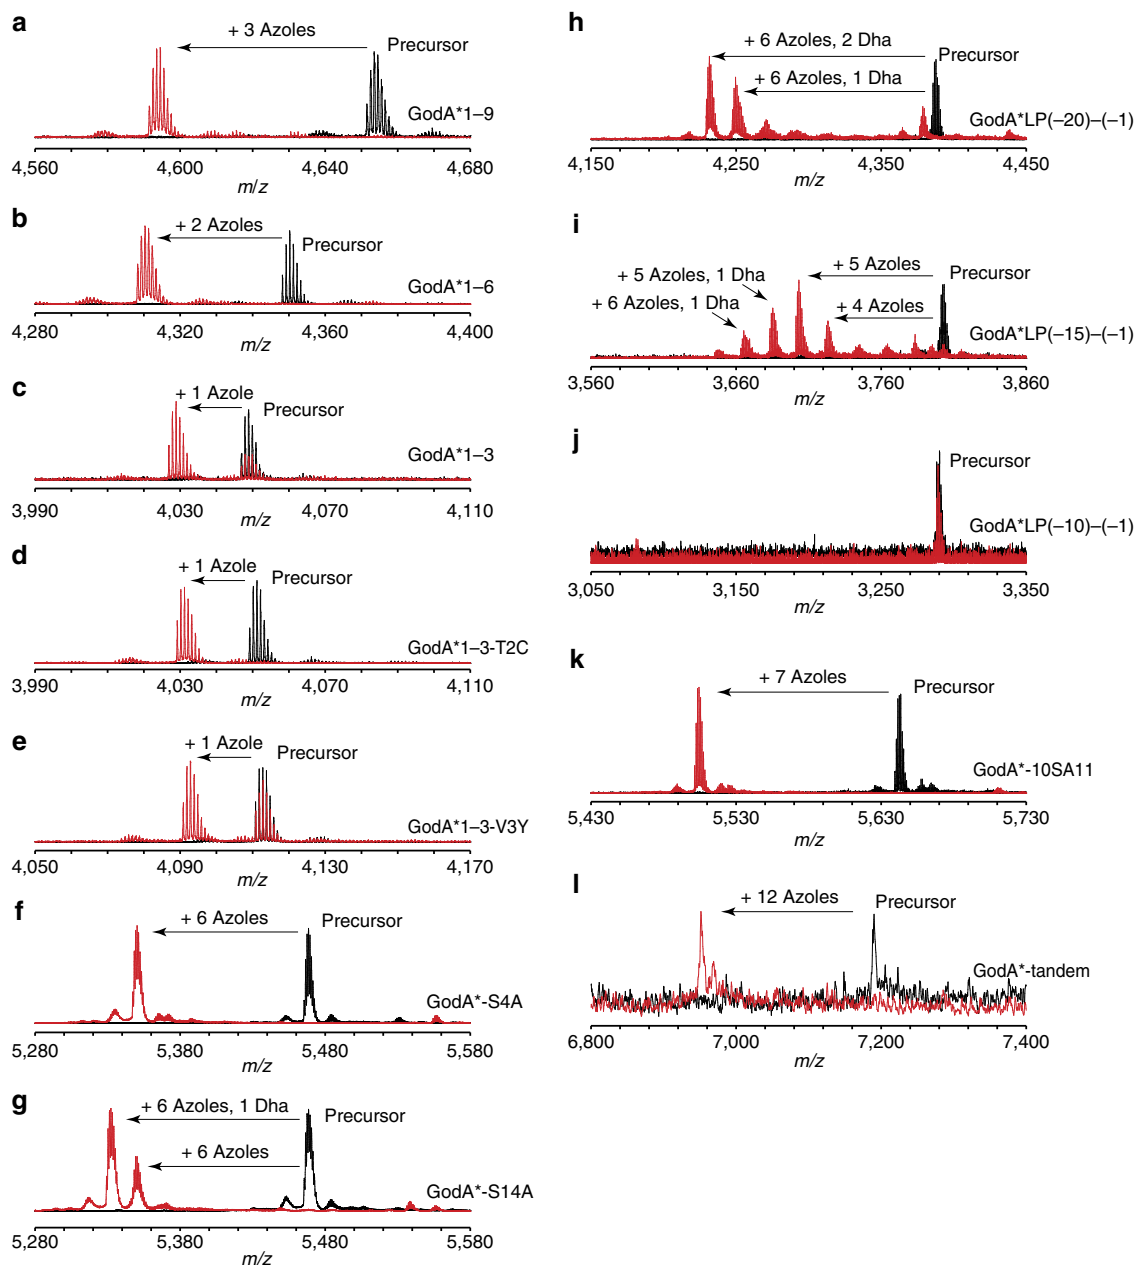 a
+ 3 Azoles
Precursor
GodA*1–9
4,560 4,600 4,640 4,680
m/z
b
+ 2 Azoles
Precursor
GodA*1–6
4,280 4,320 4,360 4,400
m/z
c
+ 1 Azole
Precursor
GodA*1–3
3,990 4,030 4,070 4,110
m/z
d
+ 1 Azole
Precursor
GodA*1–3-T2C
3,990 4,030 4,070 4,110
m/z
e
+ 1 Azole
Precursor
GodA*1–3-V3Y
4,050 4,090 4,130 4,170
m/z
f
+ 6 Azoles
Precursor
GodA*-S4A
5,280 5,380 5,480 5,580
m/z
g
+ 6 Azoles, 1 Dha
Precursor
+ 6 Azoles
GodA*-S14A
5,280 5,380 5,480 5,580
m/z
h
+ 6 Azoles, 2 Dha
Precursor
+ 6 Azoles, 1 Dha
GodA*LP(–20)–(–1)
4,150 4,250 4,350 4,450
m/z
i
+ 5 Azoles, 1 Dha
+ 5 Azoles
Precursor
+ 6 Azoles, 1 Dha
+ 4 Azoles
GodA*LP(–15)–(–1)
3,560 3,660 3,760 3,860
m/z
j
Precursor
GodA*LP(–10)–(–1)
3,050 3,150 3,250 3,350
m/z
k
+ 7 Azoles
Precursor
GodA*-10SA11
5,430 5,530 5,630 5,730
m/z
l
+ 12 Azoles
Precursor
GodA*-tandem
6,800 7,000 7,200 7,400
m/z